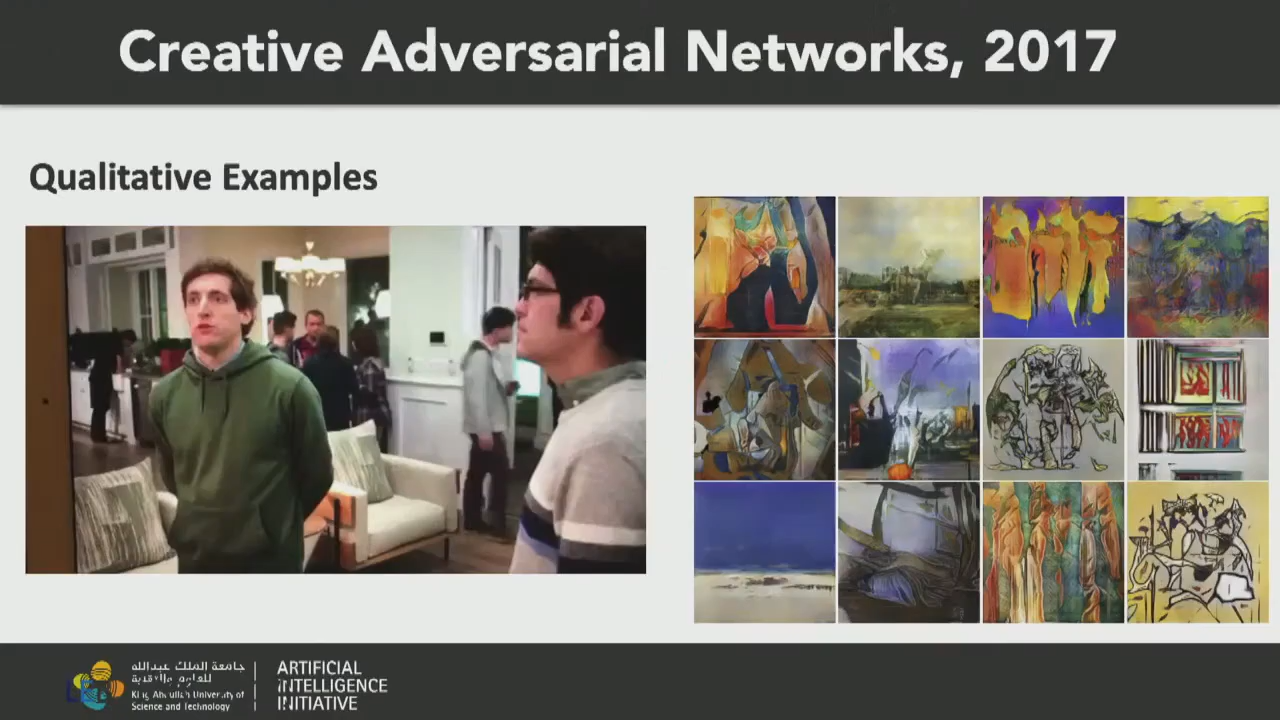 Creative Adversarial Networks, 2017
Qualitative Examples
جامعة الملك عبدالله
للعلوم والتقنية
King Abdullah University of
Science and Technology
ARTIFICIAL
INTELLIGENCE
INITIATIVE